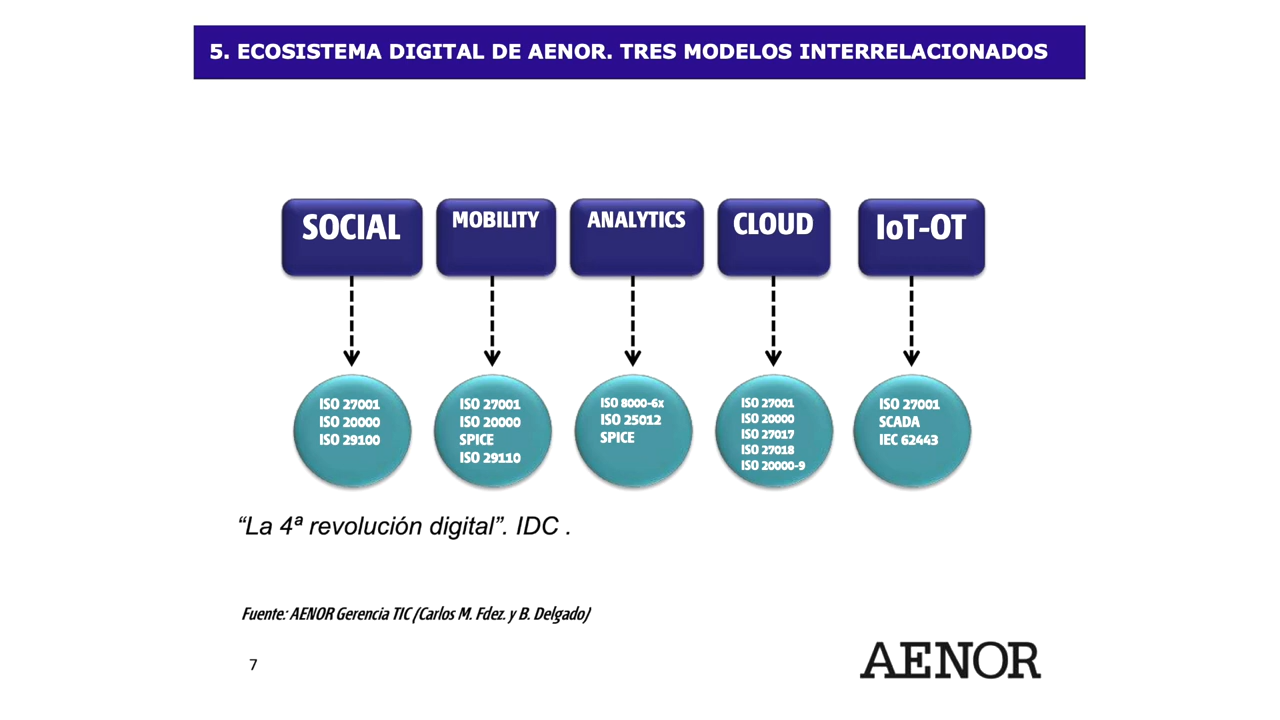 5. ECOSISTEMA DIGITAL DE AENOR. TRES MODELOS INTERRELACIONADOS
SOCIAL
MOBILITY
ANALYTICS
CLOUD
IoT-OT
ISO 27001
ISO 20000
ISO 29100
ISO 27001
ISO 20000
SPICE
ISO 29110
ISO 8000-6x
ISO 25012
SPICE
ISO 27001
ISO 20000
ISO 27017
ISO 27018
ISO 20000-9
ISO 27001
SCADA
IEC 62443
“La 4ª revolución digital”. IDC .
Fuente: AENOR Gerencia TIC (Carlos M. Fdez. y B. Delgado)
7
AENOR